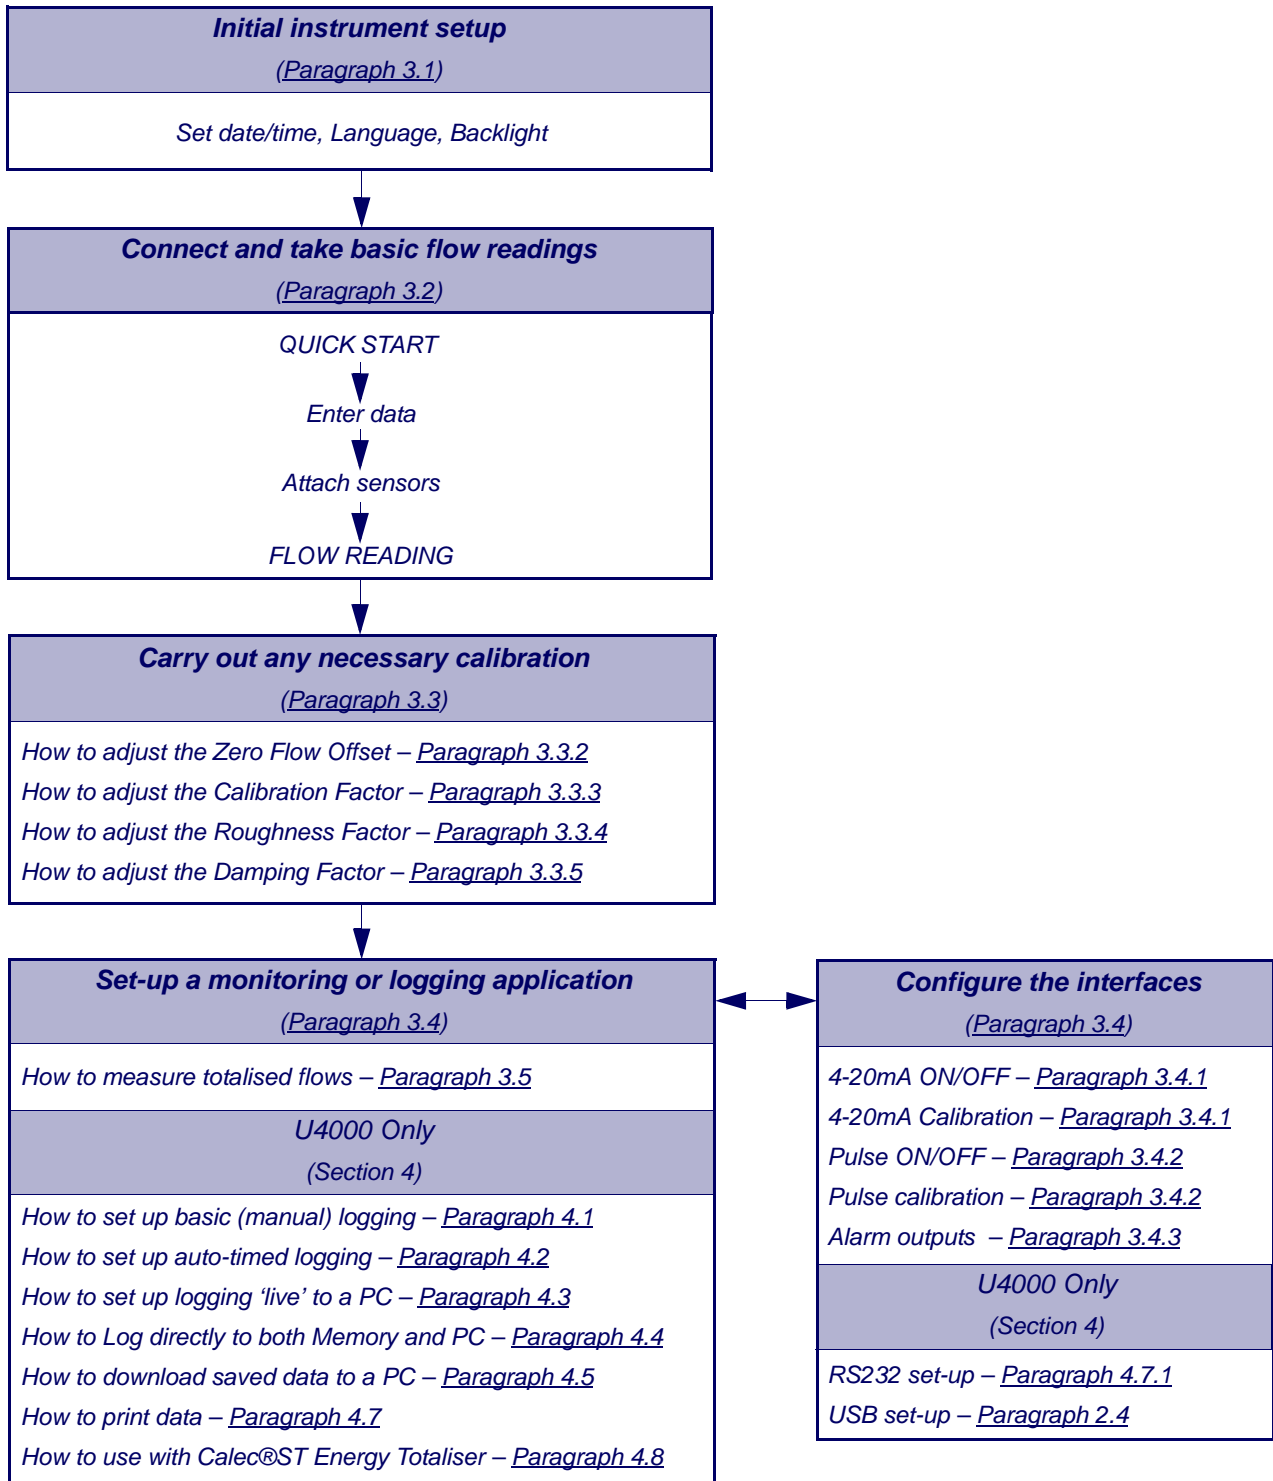 Initial instrument setup
(Paragraph 3.1)
Set date/time, Language, Backlight
Connect and take basic flow readings
(Paragraph 3.2)
QUICK START
Enter data
Attach sensors
FLOW READING
Carry out any necessary calibration
(Paragraph 3.3)
How to adjust the Zero Flow Offset – Paragraph 3.3.2
How to adjust the Calibration Factor – Paragraph 3.3.3
How to adjust the Roughness Factor – Paragraph 3.3.4
How to adjust the Damping Factor – Paragraph 3.3.5
Set-up a monitoring or logging application
(Paragraph 3.4)
How to measure totalised flows – Paragraph 3.5
U4000 Only
(Section 4)
How to set up basic (manual) logging – Paragraph 4.1
How to set up auto-timed logging – Paragraph 4.2
How to set up logging ‘live’ to a PC – Paragraph 4.3
How to Log directly to both Memory and PC – Paragraph 4.4
How to download saved data to a PC – Paragraph 4.5
How to print data – Paragraph 4.7
How to use with Calec®ST Energy Totaliser – Paragraph 4.8
Configure the interfaces
(Paragraph 3.4)
4-20mA ON/OFF – Paragraph 3.4.1
4-20mA Calibration – Paragraph 3.4.1
Pulse ON/OFF – Paragraph 3.4.2
Pulse calibration – Paragraph 3.4.2
Alarm outputs – Paragraph 3.4.3
U4000 Only
(Section 4)
RS232 set-up – Paragraph 4.7.1
USB set-up – Paragraph 2.4